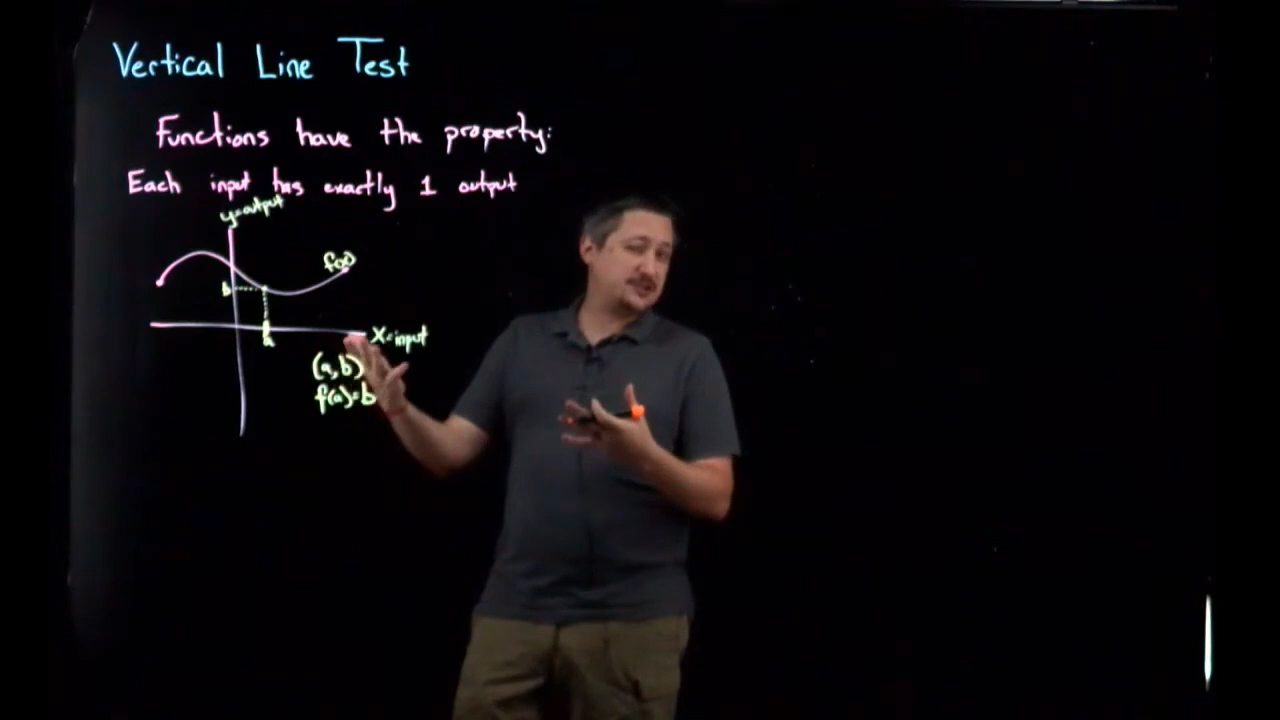 Vertical Line Test
Functions have the property:
Each input has exactly 1 output
y=output
f(x)
b
a
x=input
(a,b)
f(a)=b